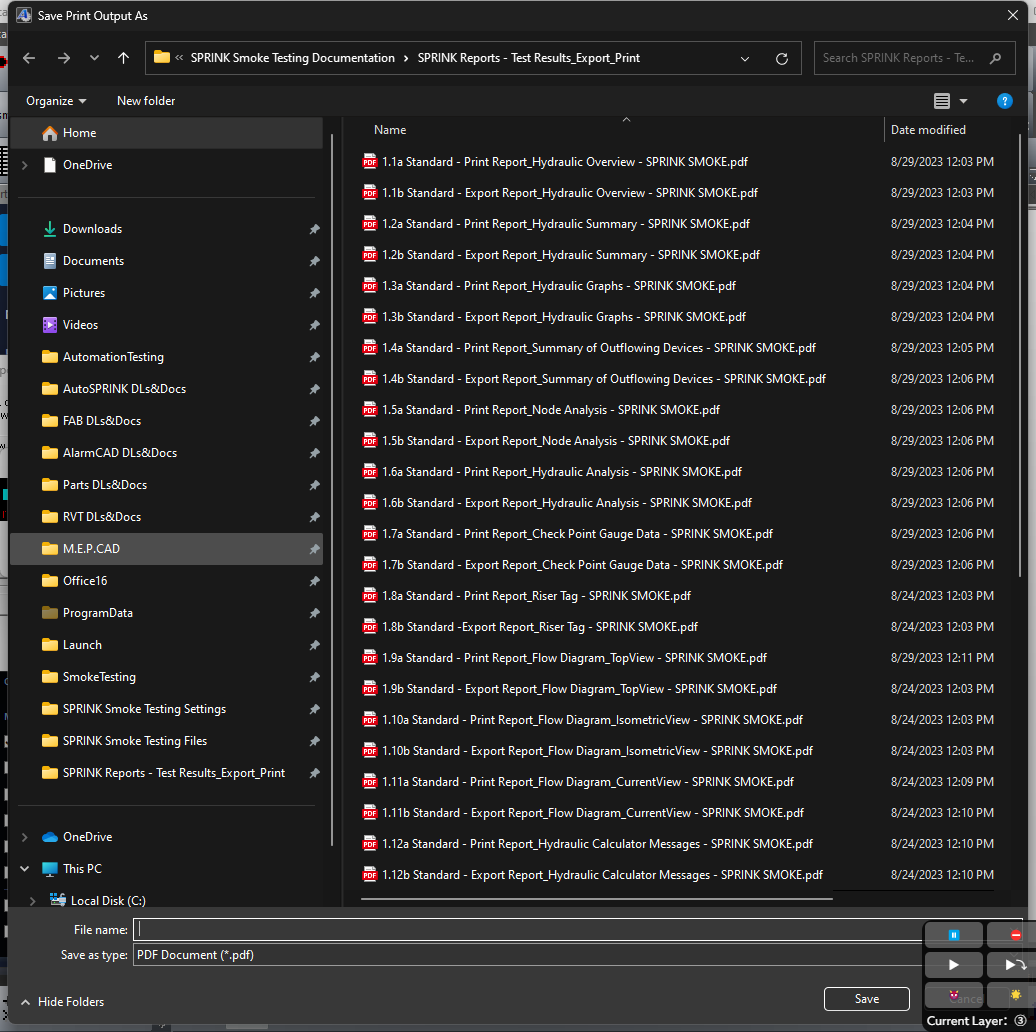 Save Print Output As
« SPRINK Smoke Testing Documentation › SPRINK Reports - Test Results_Export_Print
Search SPRINK Reports - Te...
Organize
New folder
Name
Date modified
Home
OneDrive
Downloads
Documents
Pictures
Videos
AutomationTesting
AutoSPRINK DLs&Docs
FAB DLs&Docs
AlarmCAD DLs&Docs
Parts DLs&Docs
RVT DLs&Docs
M.E.P.CAD
Office16
ProgramData
Launch
SmokeTesting
SPRINK Smoke Testing Settings
SPRINK Smoke Testing Files
SPRINK Reports - Test Results_Export_Print
OneDrive
This PC
Local Disk (C:)
1.1a Standard - Print Report_Hydraulic Overview - SPRINK SMOKE.pdf 8/29/2023 12:03 PM
1.1b Standard - Export Report_Hydraulic Overview - SPRINK SMOKE.pdf 8/29/2023 12:03 PM
1.2a Standard - Print Report_Hydraulic Summary - SPRINK SMOKE.pdf 8/29/2023 12:04 PM
1.2b Standard - Export Report_Hydraulic Summary - SPRINK SMOKE.pdf 8/29/2023 12:04 PM
1.3a Standard - Print Report_Hydraulic Graphs - SPRINK SMOKE.pdf 8/29/2023 12:04 PM
1.3b Standard - Export Report_Hydraulic Graphs - SPRINK SMOKE.pdf 8/29/2023 12:04 PM
1.4a Standard - Print Report_Summary of Outflowing Devices - SPRINK SMOKE.pdf 8/29/2023 12:05 PM
1.4b Standard - Export Report_Summary of Outflowing Devices - SPRINK SMOKE.pdf 8/29/2023 12:06 PM
1.5a Standard - Print Report_Node Analysis - SPRINK SMOKE.pdf 8/29/2023 12:06 PM
1.5b Standard - Export Report_Node Analysis - SPRINK SMOKE.pdf 8/29/2023 12:06 PM
1.6a Standard - Print Report_Hydraulic Analysis - SPRINK SMOKE.pdf 8/29/2023 12:06 PM
1.6b Standard - Export Report_Hydraulic Analysis - SPRINK SMOKE.pdf 8/29/2023 12:06 PM
1.7a Standard - Print Report_Check Point Gauge Data - SPRINK SMOKE.pdf 8/29/2023 12:06 PM
1.7b Standard - Export Report_Check Point Gauge Data - SPRINK SMOKE.pdf 8/29/2023 12:06 PM
1.8a Standard - Print Report_Riser Tag - SPRINK SMOKE.pdf 8/24/2023 12:03 PM
1.8b Standard -Export Report_Riser Tag - SPRINK SMOKE.pdf 8/24/2023 12:03 PM
1.9a Standard - Print Report_Flow Diagram_TopView - SPRINK SMOKE.pdf 8/29/2023 12:11 PM
1.9b Standard - Export Report_Flow Diagram_TopView - SPRINK SMOKE.pdf 8/24/2023 12:03 PM
1.10a Standard - Print Report_Flow Diagram_IsometricView - SPRINK SMOKE.pdf 8/24/2023 12:03 PM
1.10b Standard - Export Report_Flow Diagram_IsometricView - SPRINK SMOKE.pdf 8/24/2023 12:03 PM
1.11a Standard - Print Report_Flow Diagram_CurrentView - SPRINK SMOKE.pdf 8/24/2023 12:09 PM
1.11b Standard - Export Report_Flow Diagram_CurrentView - SPRINK SMOKE.pdf 8/24/2023 12:10 PM
1.12a Standard - Print Report_Hydraulic Calculator Messages - SPRINK SMOKE.pdf 8/24/2023 12:10 PM
1.12b Standard - Export Report_Hydraulic Calculator Messages - SPRINK SMOKE.pdf 8/24/2023 12:10 PM
File name:
Save as type: PDF Document (*.pdf)
Hide Folders
Save
Current Layer: ③